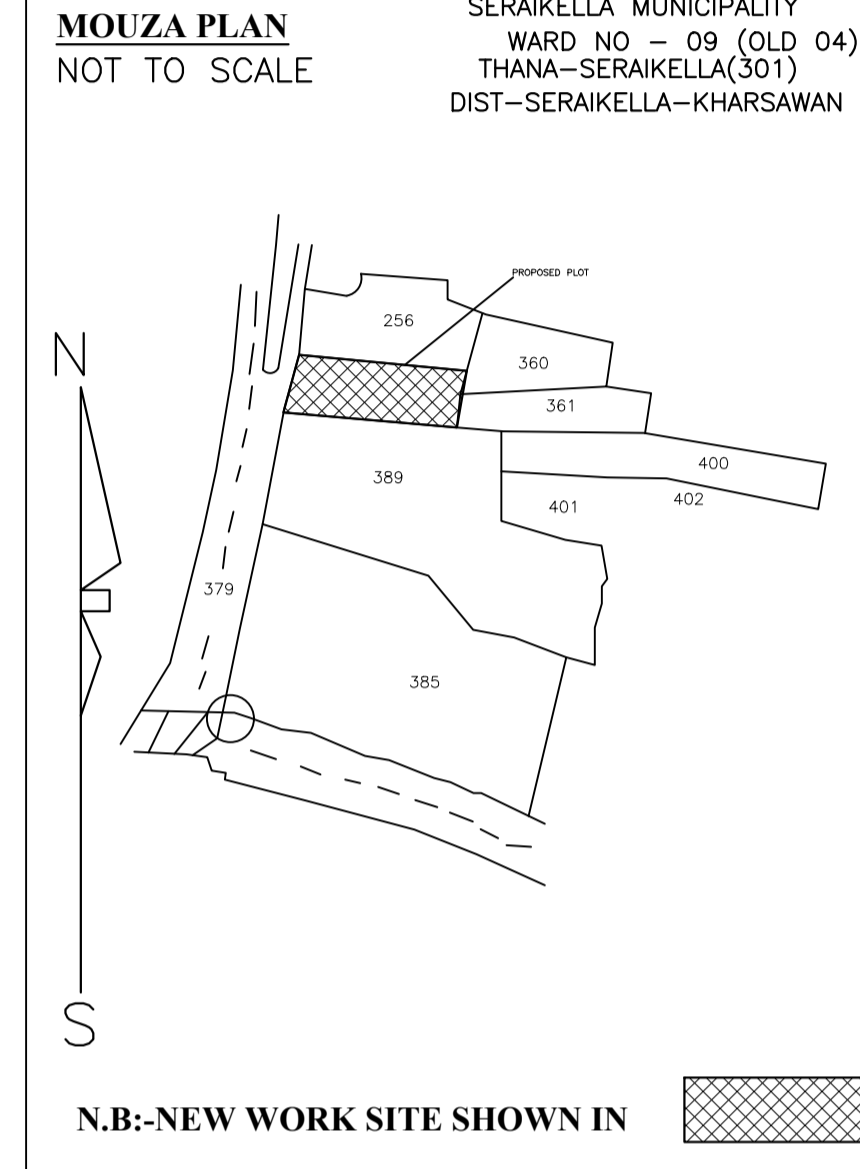 SERAIKELLA MUNICIPALITY
MOUZA PLAN
WARD NO – 09 (OLD 04)
NOT TO SCALE
THANA–SERAIKELLA(301)
DIST–SERAIKELLA–KHARSAWAN
PROPOSED PLOT
256
N
360
361
400
389
402
401
379
385
S
N.B:-NEW WORK SITE SHOWN IN